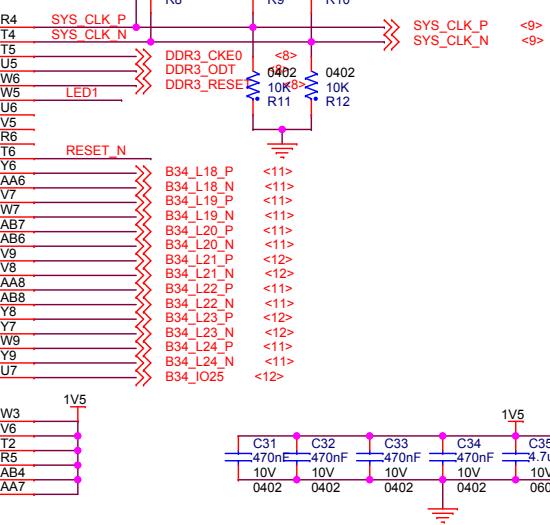 R8 R9 R10
R4 SYS_CLK_P SYS_CLK_P <9>
T4 SYS_CLK_N SYS_CLK_N <9>
T5 DDR3_CKE0 <8>
U5 DDR3_ODT <8>
W6 DDR3_RESET <8>
0402 0402
10K 10K
R11 R12
W5 LED1
U6
V5
R6
T6 RESET_N
Y6 B34_L18_P <11>
AA6 B34_L18_N <11>
V7 B34_L19_P <11>
W7 B34_L19_N <11>
AB7 B34_L20_P <11>
AB6 B34_L20_N <11>
V9 B34_L21_P <12>
V8 B34_L21_N <12>
AA8 B34_L22_P <11>
AB8 B34_L22_N <11>
Y8 B34_L23_P <12>
Y7 B34_L23_N <12>
W9 B34_L24_P <11>
Y9 B34_L24_N <11>
U7 B34_IO25 <12>
1V5
W3
V6
T2
R5
AB4
AA7
1V5
C31 C32 C33 C34 C35
470nF 470nF 470nF 470nF 4.7u
10V 10V 10V 10V 10V
0402 0402 0402 0402 060